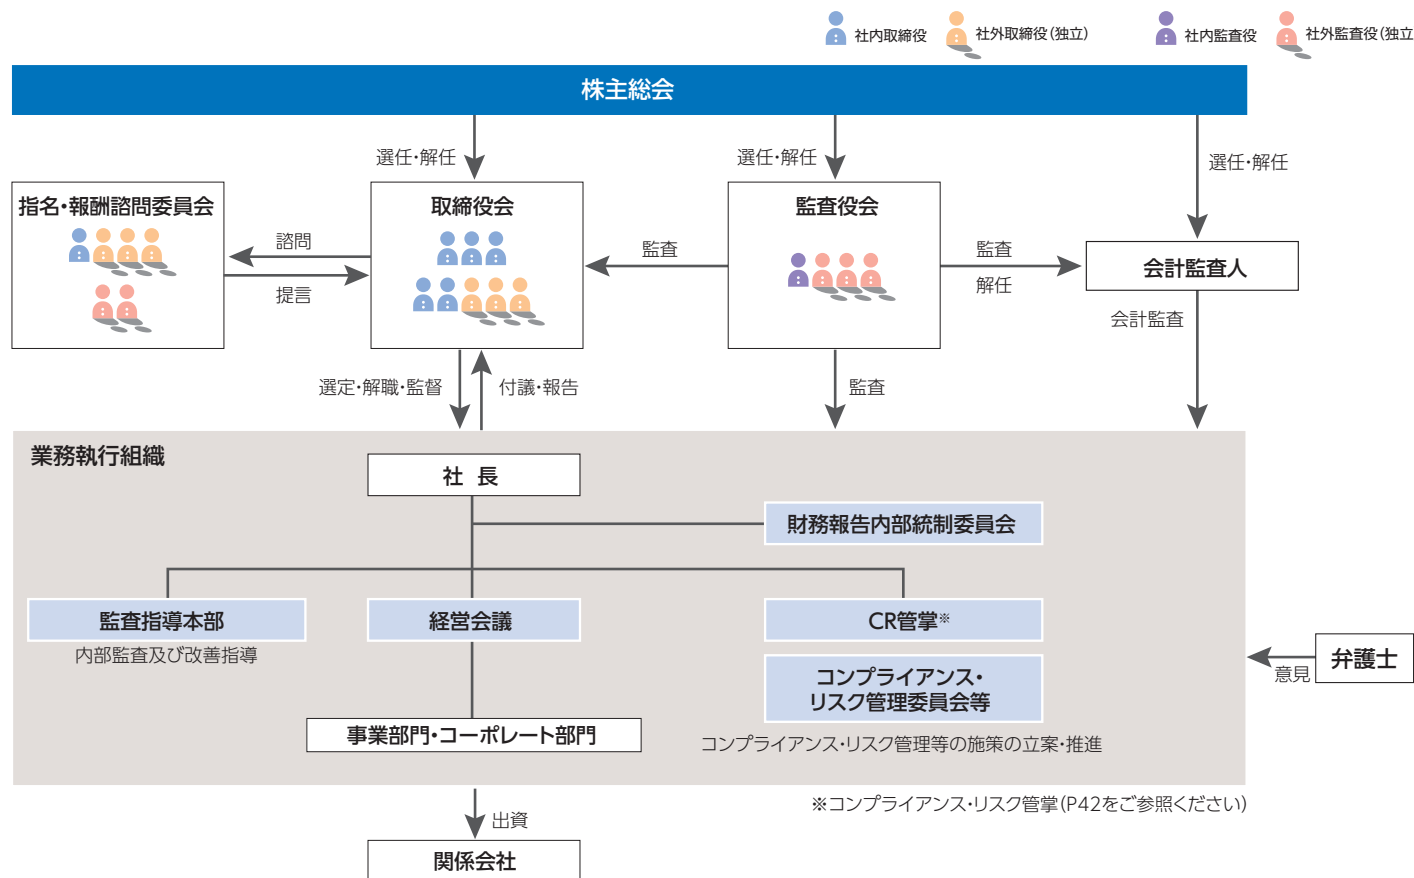 社内取締役
社外取締役(独立)
社内監査役
社外監査役(独立
株主総会
選任・解任
選任・解任
選任・解任
指名・報酬諮問委員会
取締役会
監査役会
会計監査人
諮問
提言
監査
監査
解任
会計監査
選定・解職・監督
付議・報告
監査
業務執行組織
社 長
財務報告内部統制委員会
監査指導本部
内部監査及び改善指導
経営会議
CR管掌※
コンプライアンス・
リスク管理委員会等
コンプライアンス・リスク管理等の施策の立案・推進
事業部門・コーポレート部門
弁護士
意見
※コンプライアンス・リスク管掌(P42をご参照ください)
出資
関係会社